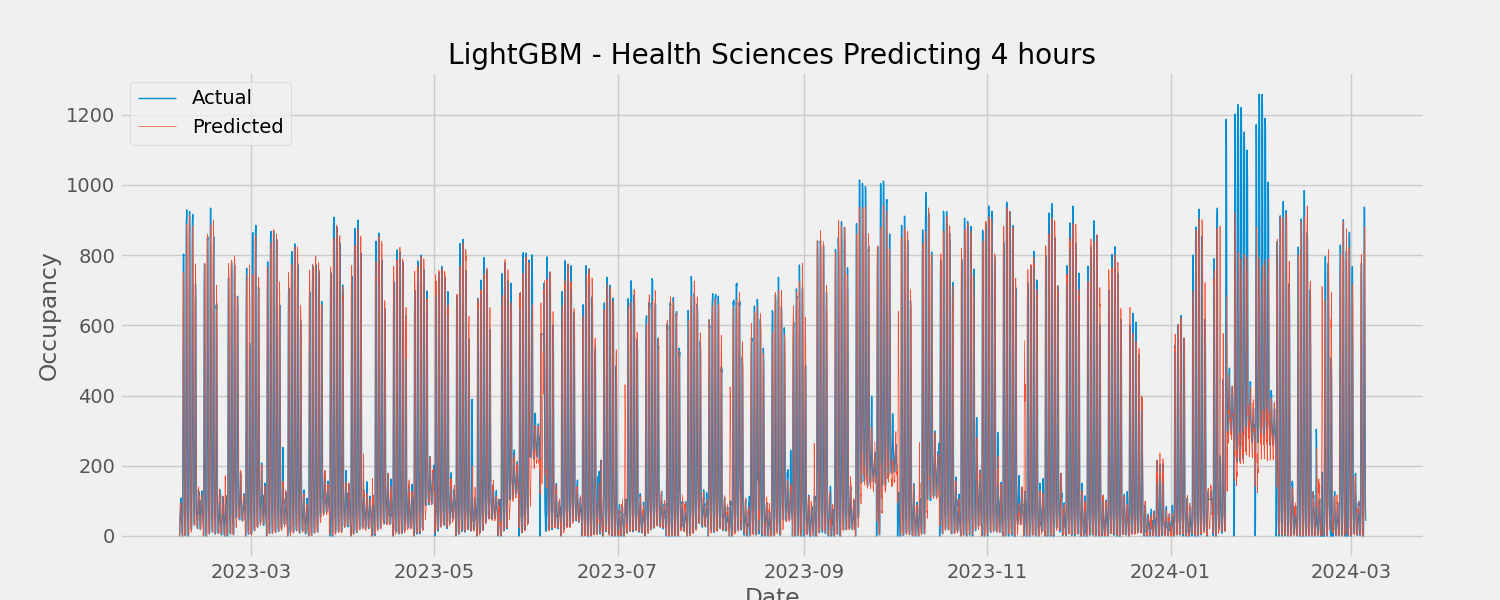 LightGBM - Health Sciences Predicting 4 hours
Actual
Predicted
Occupancy
1200
1000
800
600
400
200
0
2023-03 2023-05 2023-07 2023-09 2023-11 2024-01 2024-03
Date